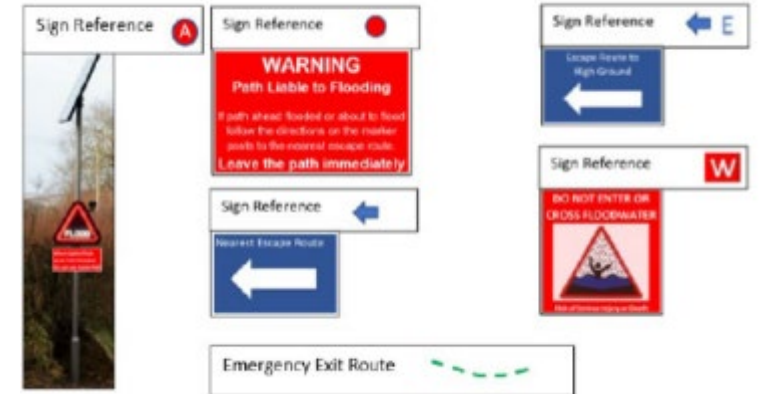 Sign Reference A
FLOOD
Sign Reference
WARNING
Path Liable to Flooding
If path ahead flooded or about to flood
follow the directions on the marker
posts to the nearest escape route.
Leave the path immediately
Sign Reference
Nearest Escape Route
Sign Reference E
Escape Route to
High Ground
Sign Reference W
DO NOT ENTER OR
CROSS FLOODWATER
Emergency Exit Route